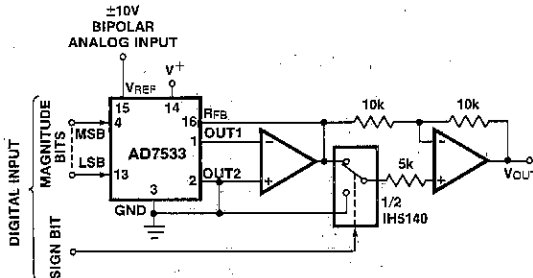 ±10V
BIPOLAR
ANALOG INPUT
V+
VREF
15
14
10k
10k
RFB
16
MAGNITUDE
BITS
MSB
4
OUT1
1
AD7533
LSB
13
OUT2
2
5k
VOUT
3
GND
1/2
IH5140
DIGITAL INPUT
SIGN BIT